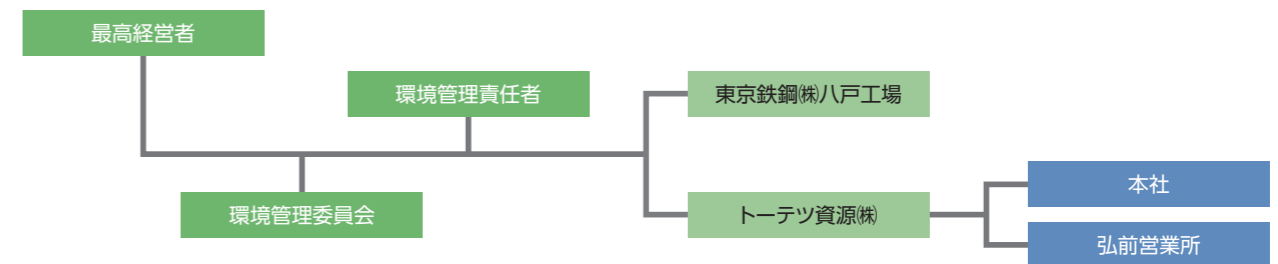 最高経営者
環境管理責任者
環境管理委員会
東京鉄鋼㈱八戸工場
トーテツ資源㈱
本社
弘前営業所